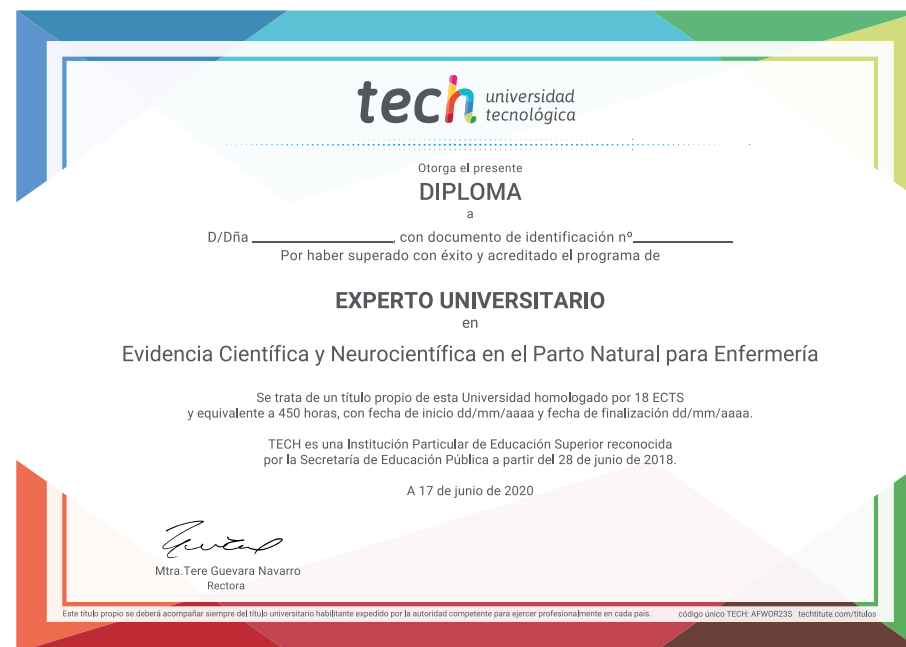 tech universidad
tecnológica
Otorga el presente
DIPLOMA
a
D/Dña ____________________, con documento de identificación nº______________
Por haber superado con éxito y acreditado el programa de
EXPERTO UNIVERSITARIO
en
Evidencia Científica y Neurocientífica en el Parto Natural para Enfermería
Se trata de un título propio de esta Universidad homologado por 18 ECTS
y equivalente a 450 horas, con fecha de inicio dd/mm/aaaa y fecha de finalización dd/mm/aaaa.
TECH es una Institución Particular de Educación Superior reconocida
por la Secretaría de Educación Pública a partir del 28 de junio de 2018.
A 17 de junio de 2020
Mtra.Tere Guevara Navarro
Rectora
Este título propio se deberá acompañar siempre del título universitario habilitante expedido por la autoridad competente para ejercer profesionalmente en cada país. código único TECH: AFWOR23S techtitute.com/titulos